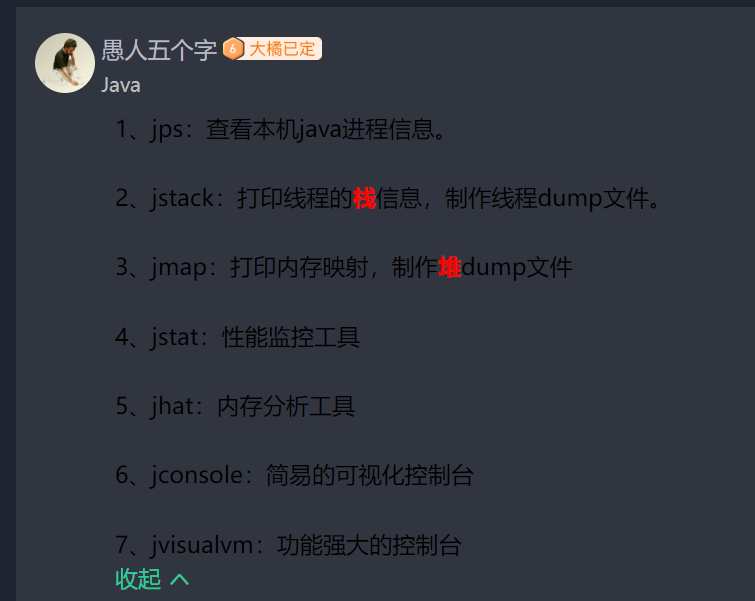 愚人五个字 6 大橘已定
Java
1、jps：查看本机java进程信息。
2、jstack：打印线程的栈信息，制作线程dump文件。
3、jmap：打印内存映射，制作堆dump文件
4、jstat：性能监控工具
5、jhat：内存分析工具
6、jconsole：简易的可视化控制台
7、jvisualvm：功能强大的控制台
收起